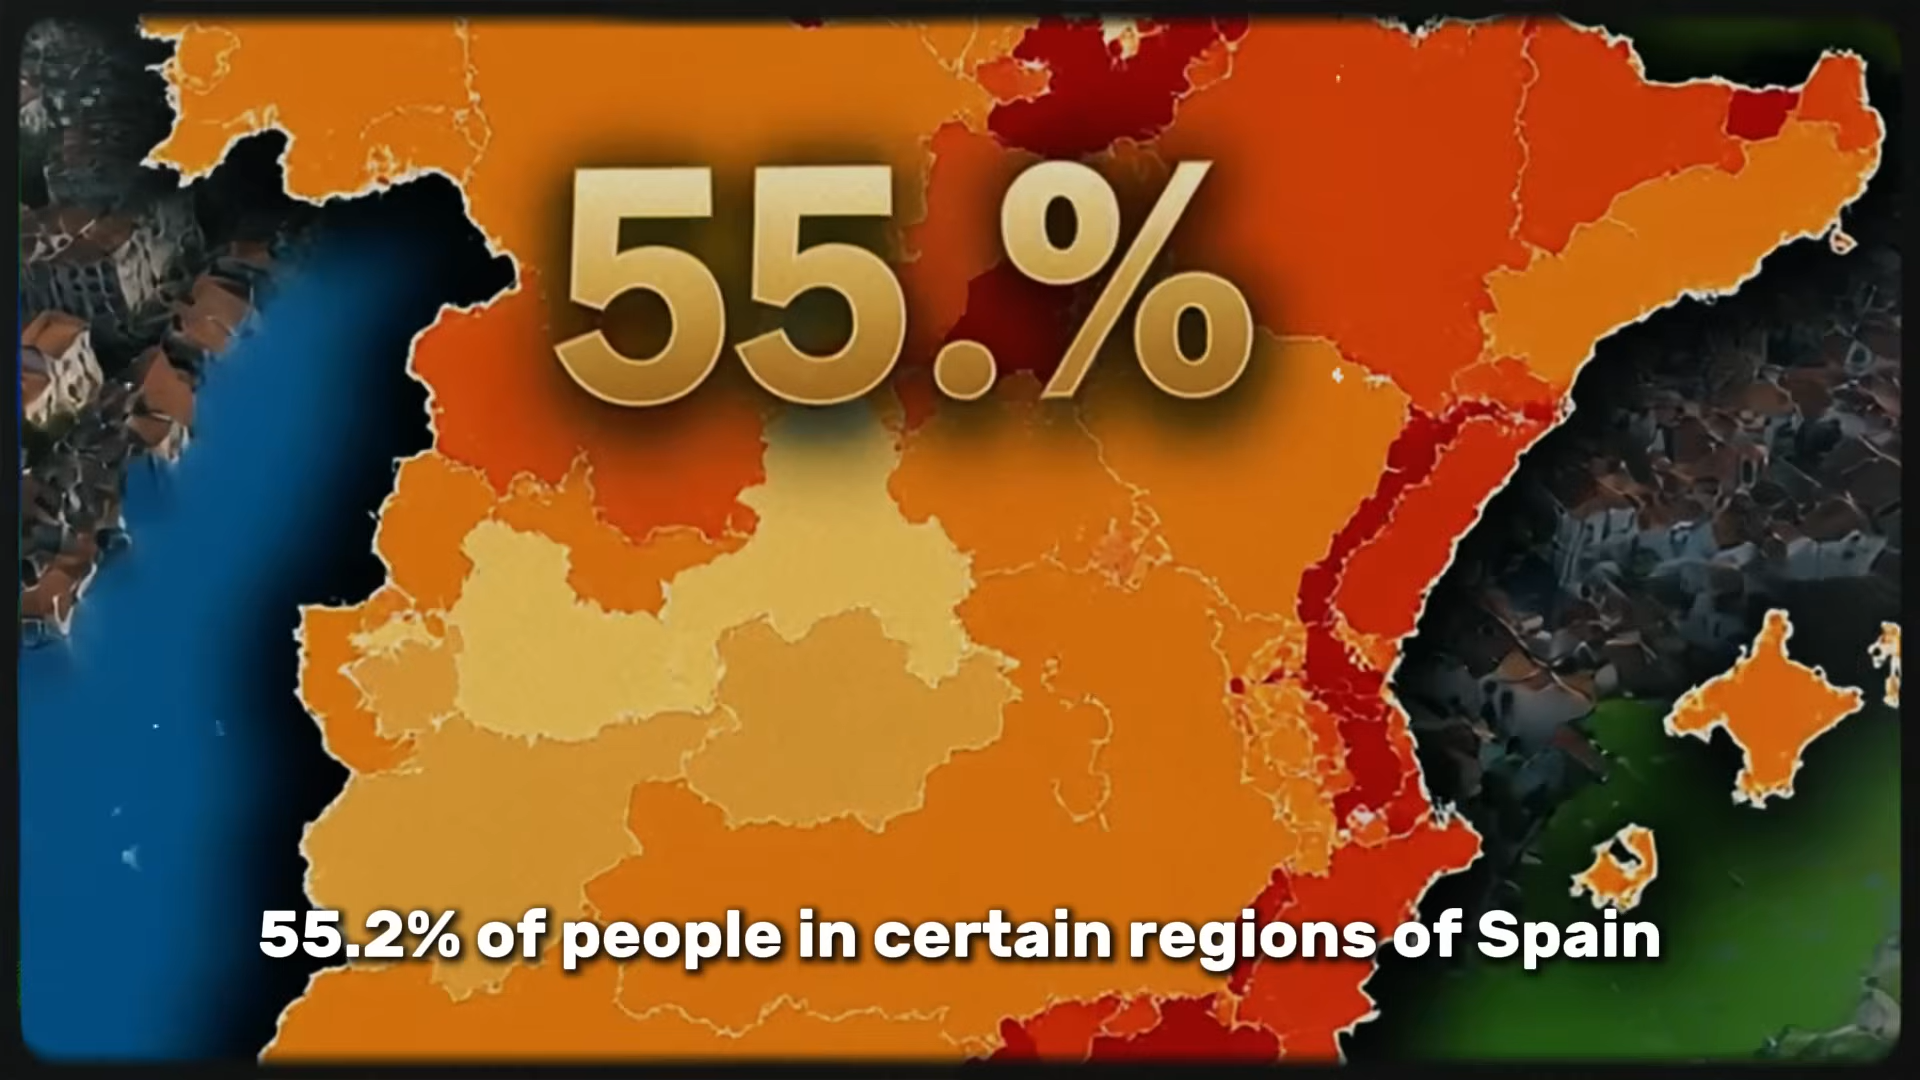 55.%
55.2% of people in certain regions of Spain